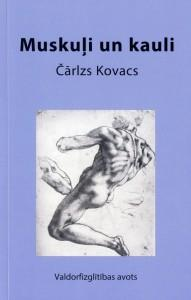 Muskuļi un kauli
Čārlzs Kovacs
Valdorfizglītības avots